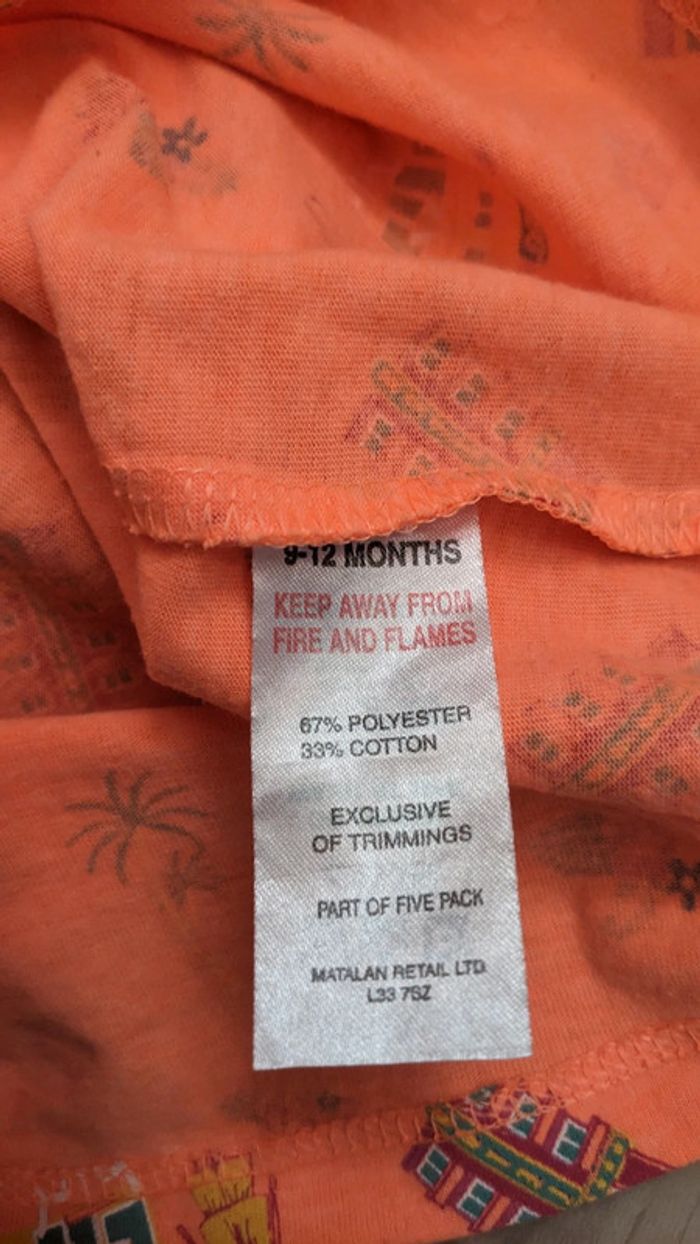 9-12 MONTHS
KEEP AWAY FROM
FIRE AND FLAMES
67% POLYESTER
33% COTTON
EXCLUSIVE
OF TRIMMINGS
PART OF FIVE PACK
MATALAN RETAIL LTD
L33 7SZ